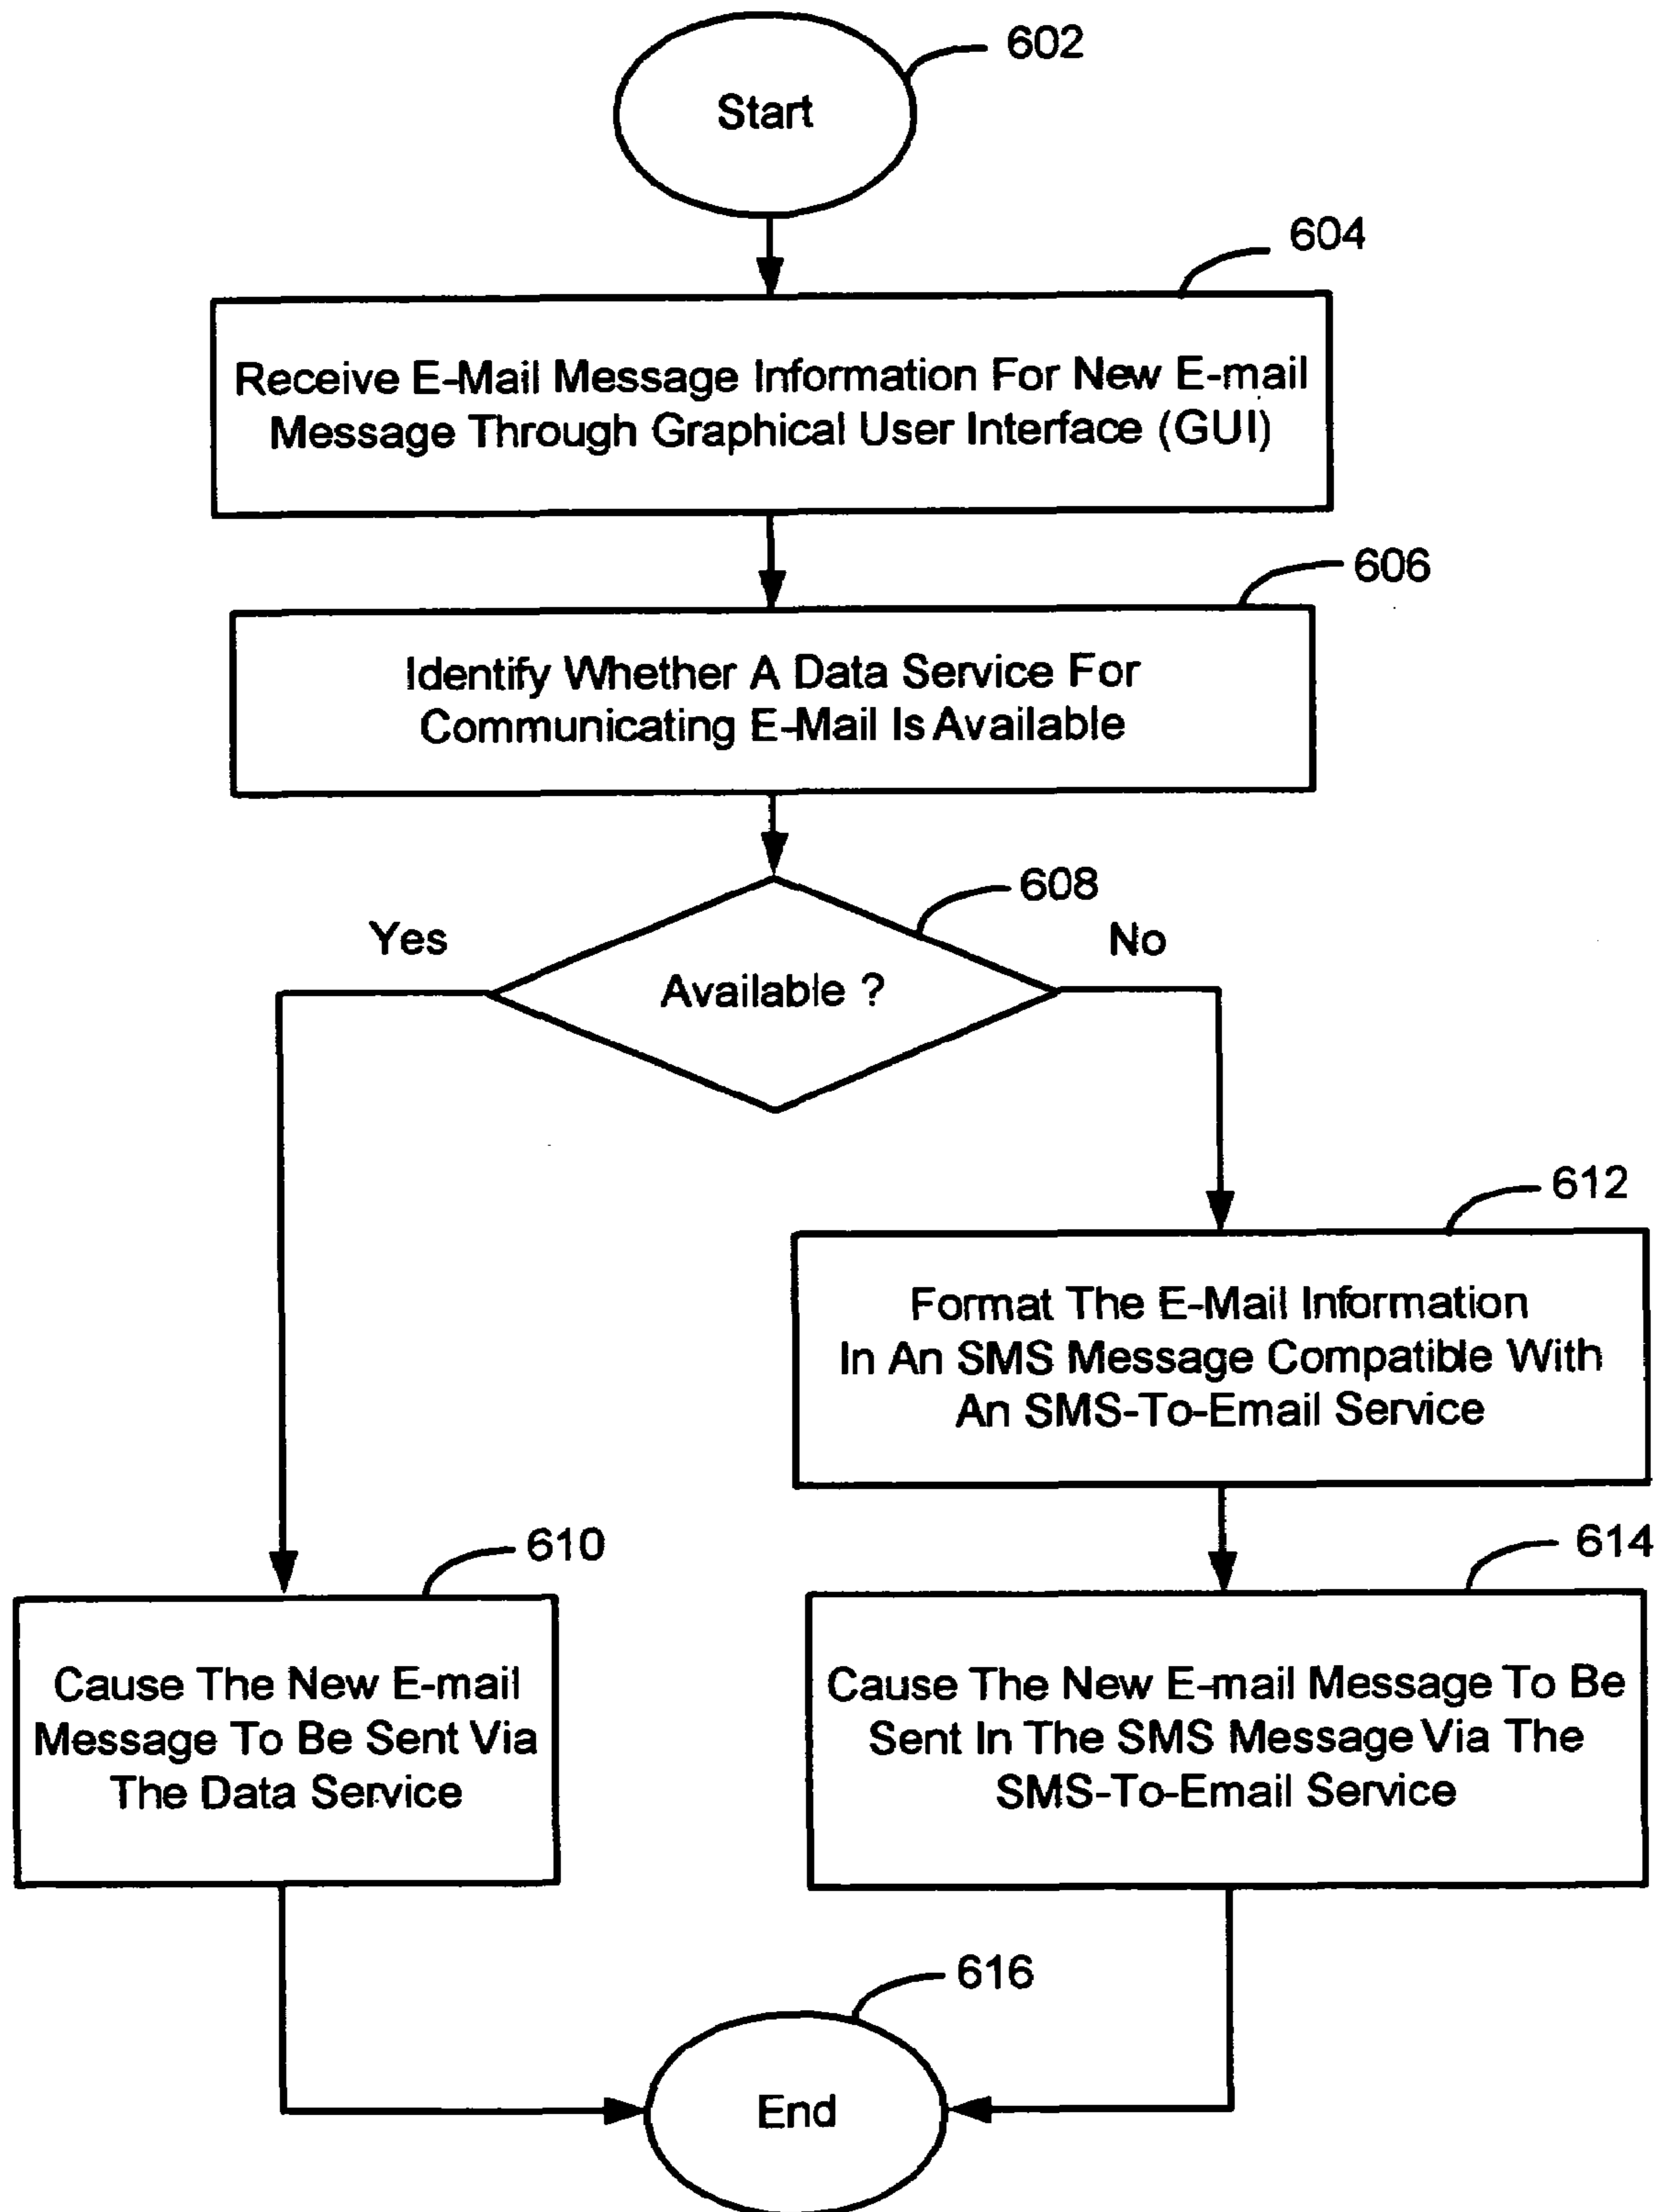 602
Start
604
Receive E-Mail Message Information For New E-mail
Message Through Graphical User Interface (GUI)
606
Identify Whether A Data Service For
Communicating E-Mail Is Available
608
Yes
No
Available ?
612
Format The E-Mail Information
In An SMS Message Compatible With
An SMS-To-Email Service
610
614
Cause The New E-mail
Message To Be Sent Via
The Data Service
Cause The New E-mail Message To Be
Sent In The SMS Message Via The
SMS-To-Email Service
616
End